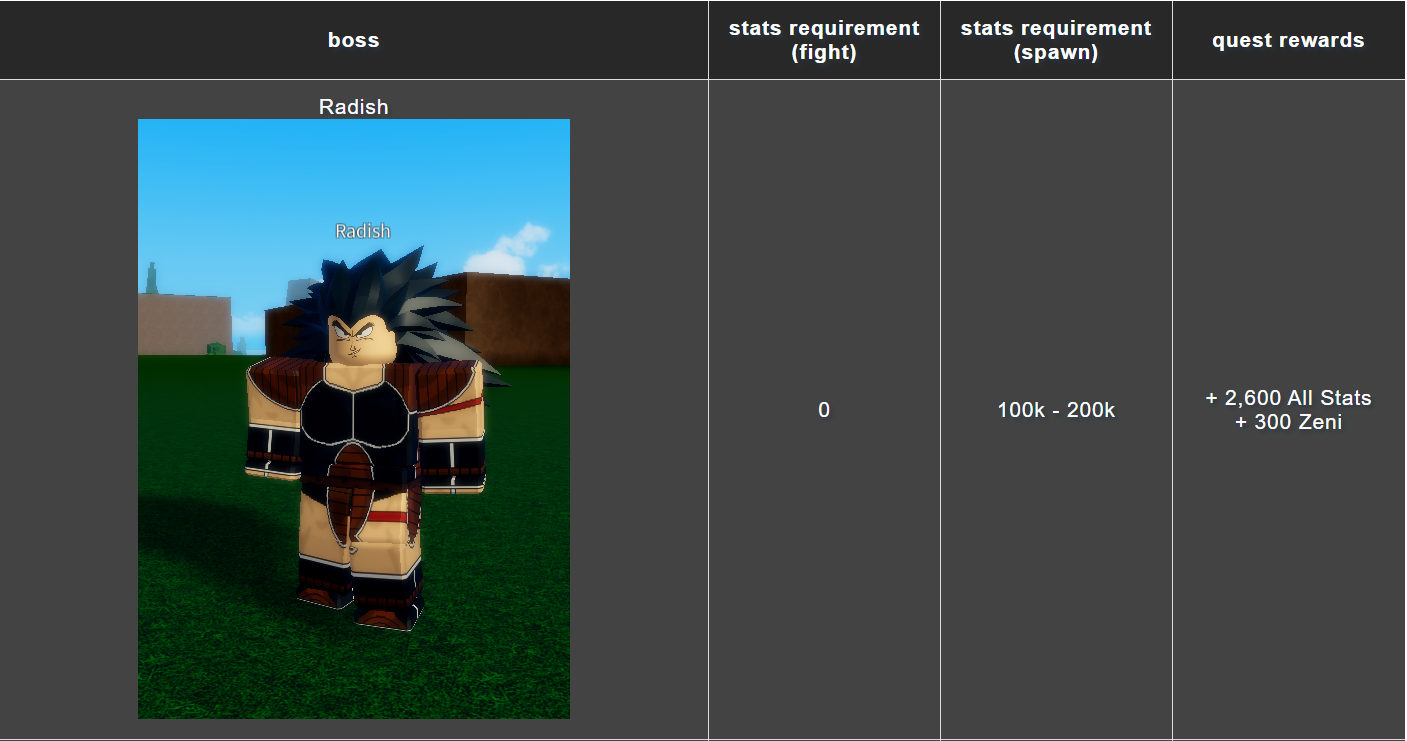 boss
stats requirement
(fight)
stats requirement
(spawn)
quest rewards
Radish
Radish
0
100k - 200k
+ 2,600 All Stats
+ 300 Zeni